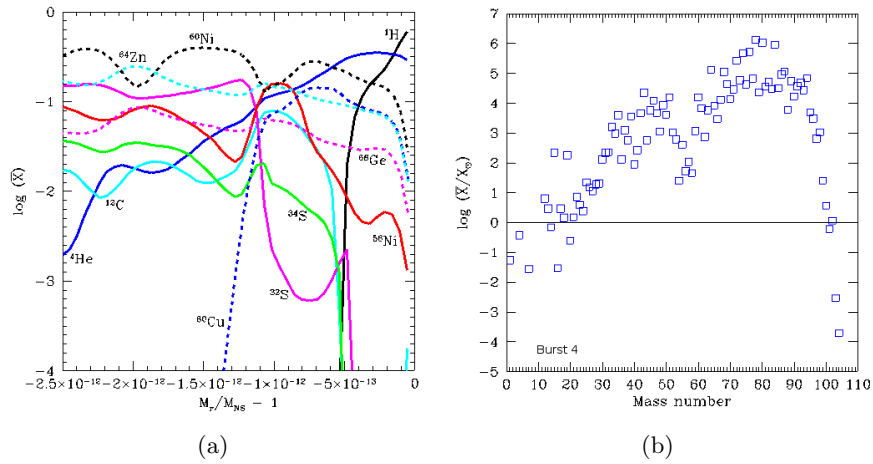 0
-1
-2
-3
-4
log (X̅)
⁶⁴Zn
⁶⁰Ni
¹H
⁶⁸Ge
¹²C
³⁴S
⁵⁶Ni
⁴He
³²S
⁶⁰Cu
-2.5×10⁻¹² -2×10⁻¹² -1.5×10⁻¹² -1×10⁻¹² -5×10⁻¹³ 0
M_r/M_NS - 1
(a)
7
6
5
4
3
2
1
0
-1
-2
-3
-4
-5
log (X̅/X_⊙)
Burst 4
0 10 20 30 40 50 60 70 80 90 100 110
Mass number
(b)